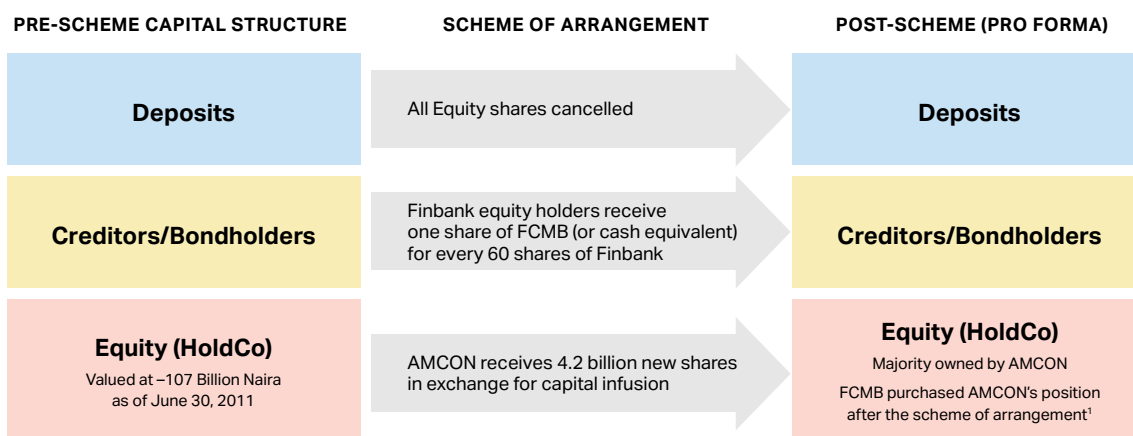 PRE-SCHEME CAPITAL STRUCTURE
SCHEME OF ARRANGEMENT
POST-SCHEME (PRO FORMA)
Deposits
All Equity shares cancelled
Deposits
Creditors/Bondholders
Finbank equity holders receive
one share of FCMB (or cash equivalent)
for every 60 shares of Finbank
Creditors/Bondholders
Equity (HoldCo)
Valued at –107 Billion Naira
as of June 30, 2011
AMCON receives 4.2 billion new shares
in exchange for capital infusion
Equity (HoldCo)
Majority owned by AMCON
FCMB purchased AMCON's position
after the scheme of arrangement¹